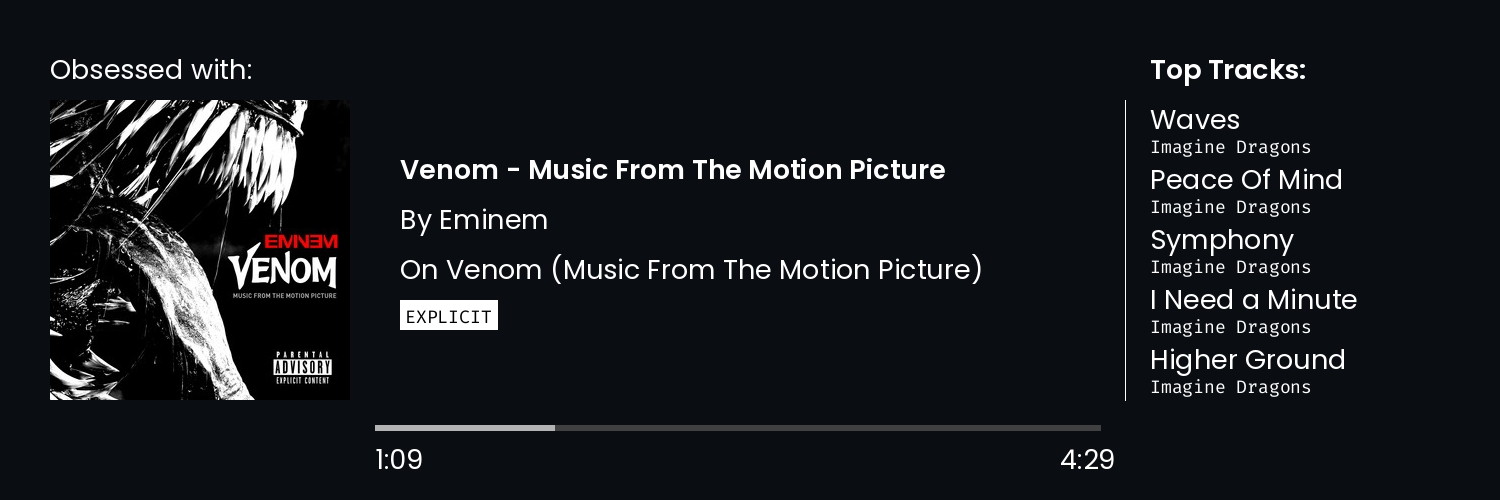 Obsessed with:
EMINEM
VENOM
MUSIC FROM THE MOTION PICTURE
PARENTAL
ADVISORY
EXPLICIT CONTENT
Venom - Music From The Motion Picture
By Eminem
On Venom (Music From The Motion Picture)
EXPLICIT
1:09
4:29
Top Tracks:
Waves
Imagine Dragons
Peace Of Mind
Imagine Dragons
Symphony
Imagine Dragons
I Need a Minute
Imagine Dragons
Higher Ground
Imagine Dragons